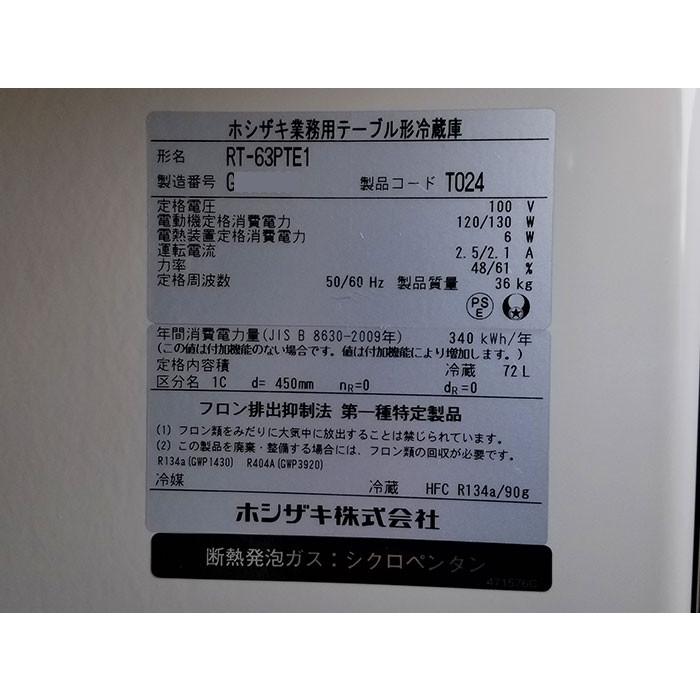 ホシザキ業務用テーブル形冷蔵庫
形名 RT-63PTE1
製造番号 G 製品コード T024
定格電圧 100 V
電動機定格消費電力 120/130 W
電熱装置定格消費電力 6 W
運転電流 2.5/2.1 A
力率 48/61 %
定格周波数 50/60 Hz 製品質量 36 kg
PSE
年間消費電力量(JIS B 8630-2009年) 340 kWh/年
(この値は付加機能のない場合です。値は付加機能により増加します。)
定格内容積 冷蔵 72 L
区分名 1C d= 450mm nR=0 dR=0
フロン排出抑制法 第一種特定製品
(1) フロン類をみだりに大気中に放出することは禁じられています。
(2) この製品を廃棄・整備する場合には、フロン類の回収が必要です。
R134a(GWP1430) R404A(GWP3920)
冷媒 冷蔵 HFC R134a/90g
ホシザキ株式会社
断熱発泡ガス：シクロペンタン
471576C